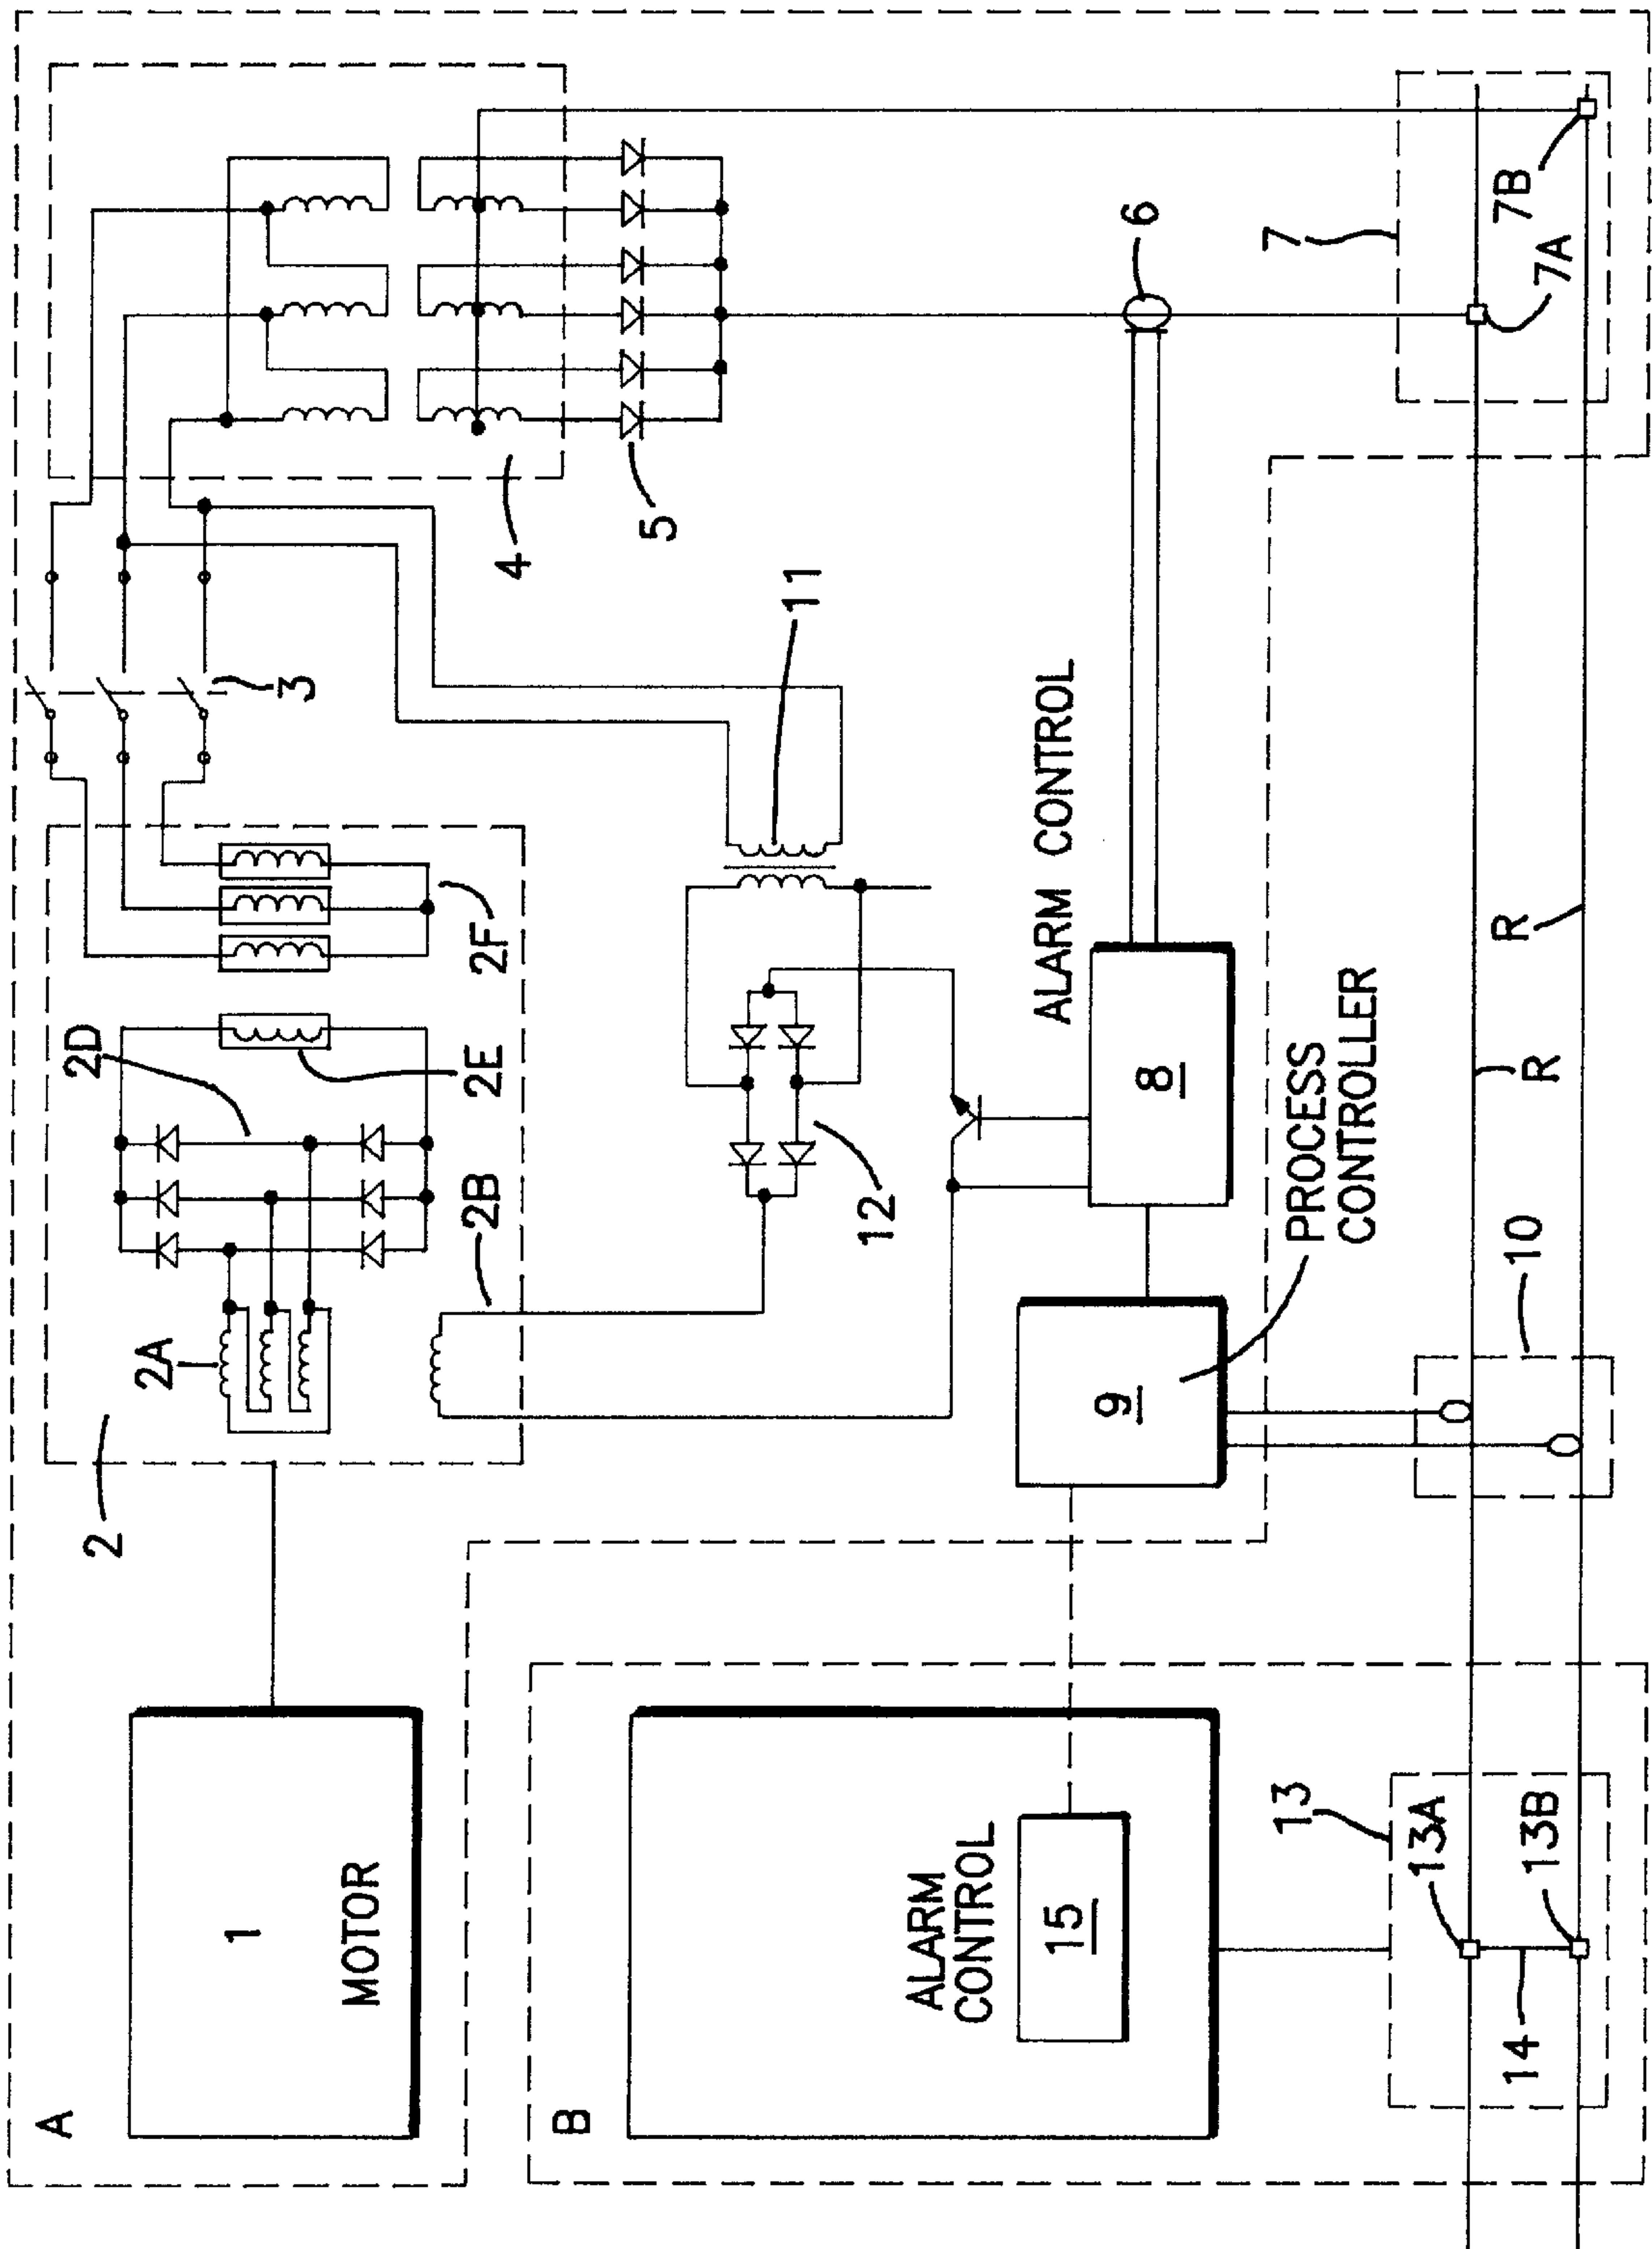 A
1
MOTOR
2
2A
2D
2E
2F
2B
3
4
5
11
12
6
ALARM CONTROL
8
9
PROCESS
CONTROLLER
7
7A
7B
R
R
10
B
ALARM
CONTROL
15
13
13A
13B
14